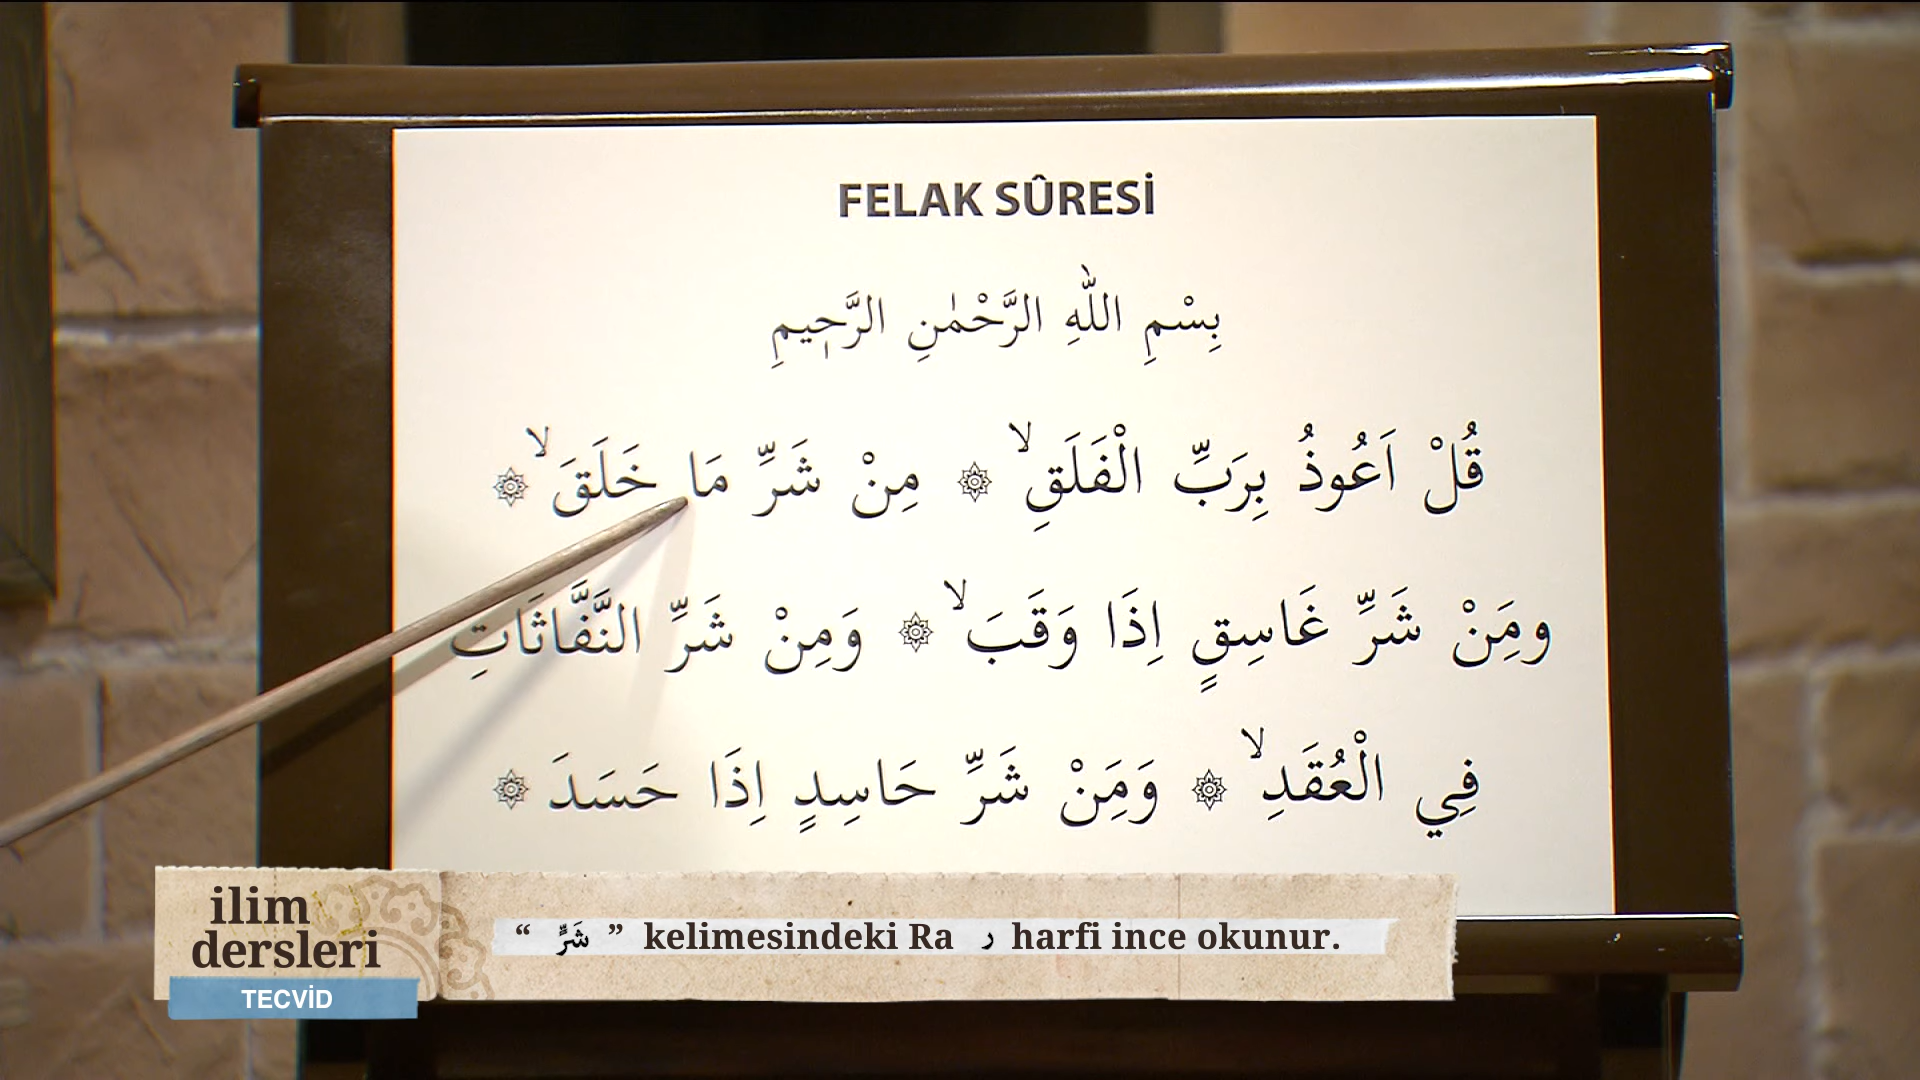 FELAK SÛRESİ
بِسْمِ اللّٰهِ الرَّحْمٰنِ الرَّحٖيمِ
قُلْ اَعُوذُ بِرَبِّ الْفَلَقِۙ ۞ مِنْ شَرِّ مَا خَلَقَۙ ۞
ومَِنْ شَرِّ غَاسِقٍ اِذَا وَقَبَۙ ۞ وَمِنْ شَرِّ النَّفَّاثَاتِ
فِي الْعُقَدِۙ ۞ وَمَِنْ شَرِّ حَاسِدٍ اِذَا حَسَدَ ۞
ilim
dersleri
TECVİD
“ شَرٍّ ” kelimesindeki Ra ر harfi ince okunur.